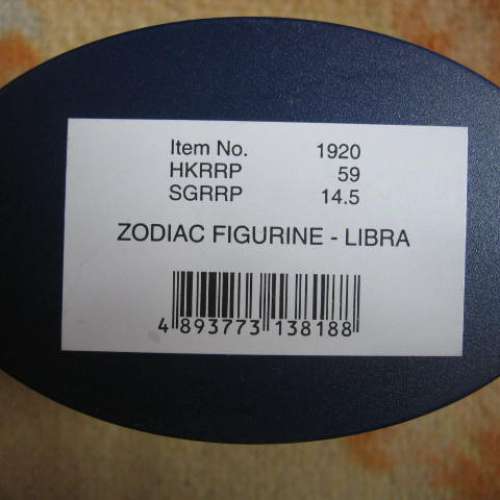 Item No. 1920
HKRRP 59
SGRRP 14.5
ZODIAC FIGURINE - LIBRA
4 893773 138188